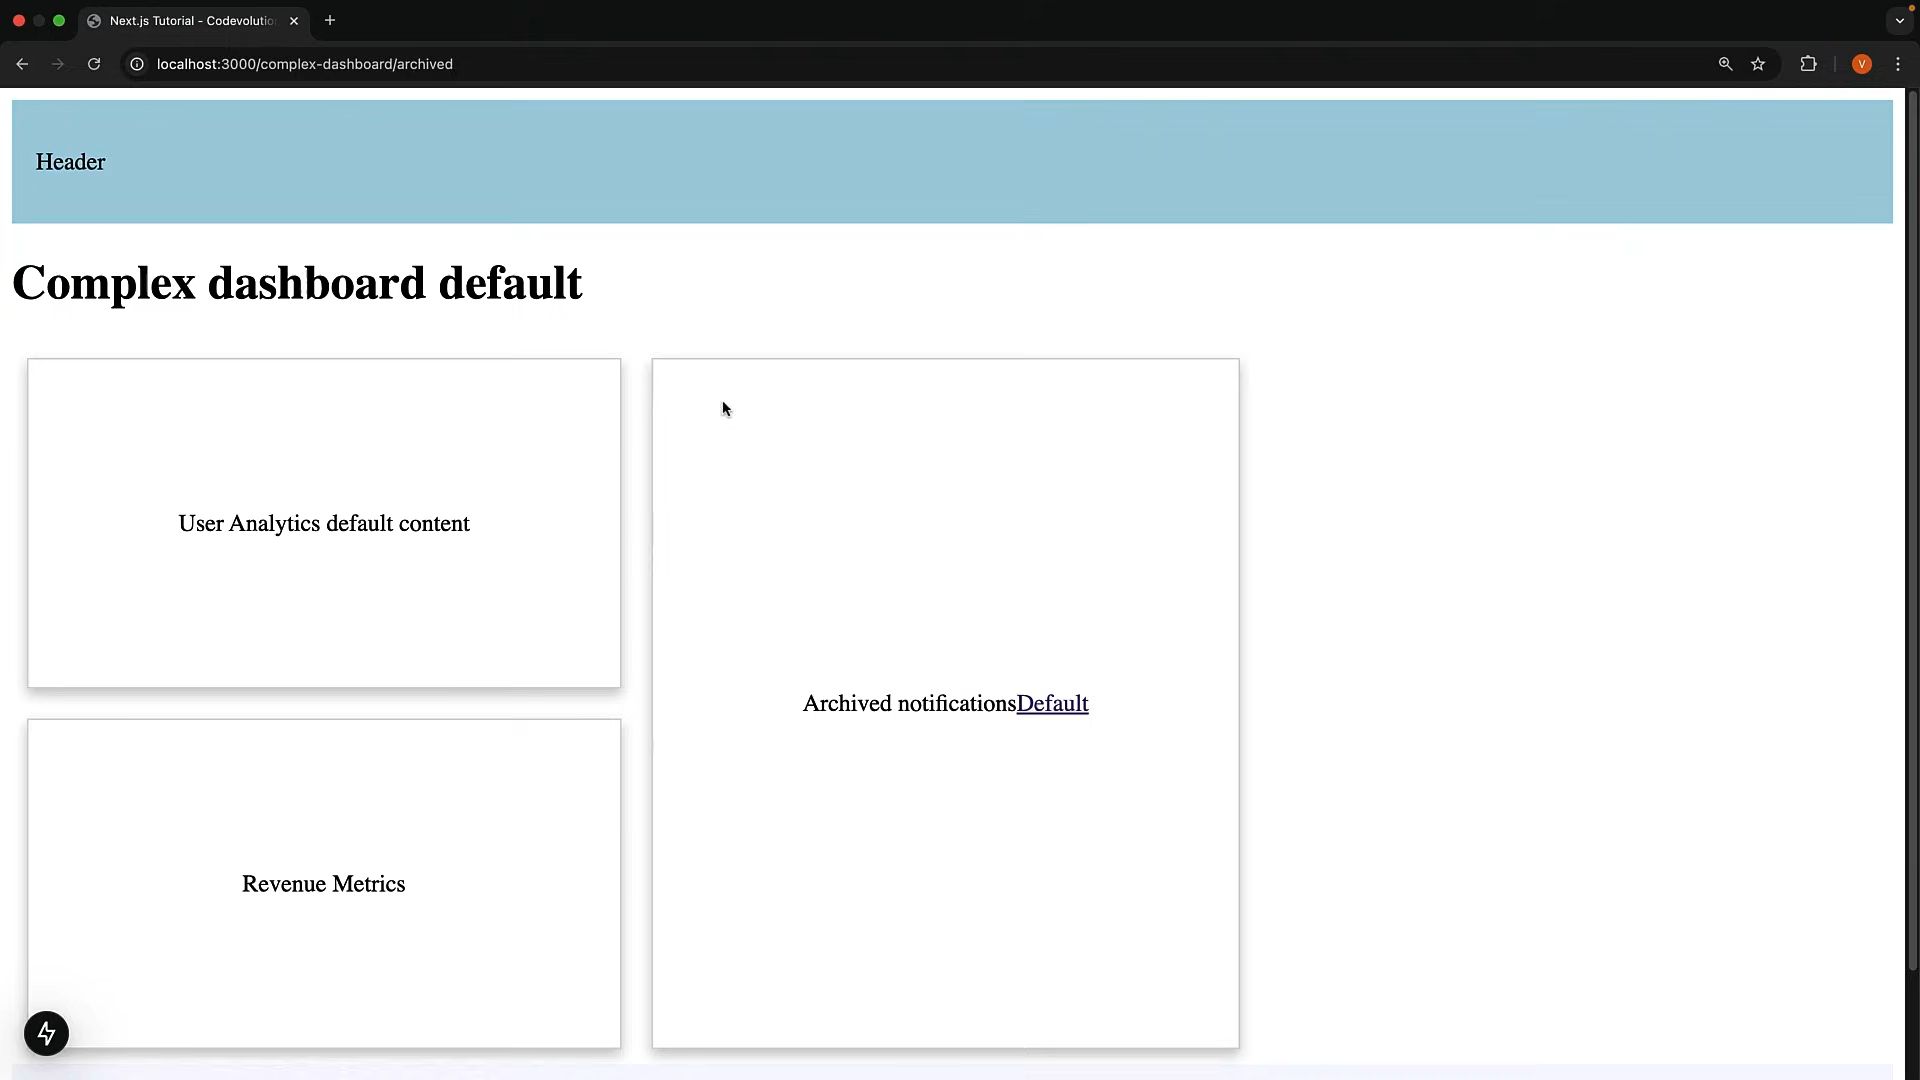 Next.js Tutorial - Codevolutio
localhost:3000/complex-dashboard/archived
V
Header
Complex dashboard default
User Analytics default content
Archived notificationsDefault
Revenue Metrics